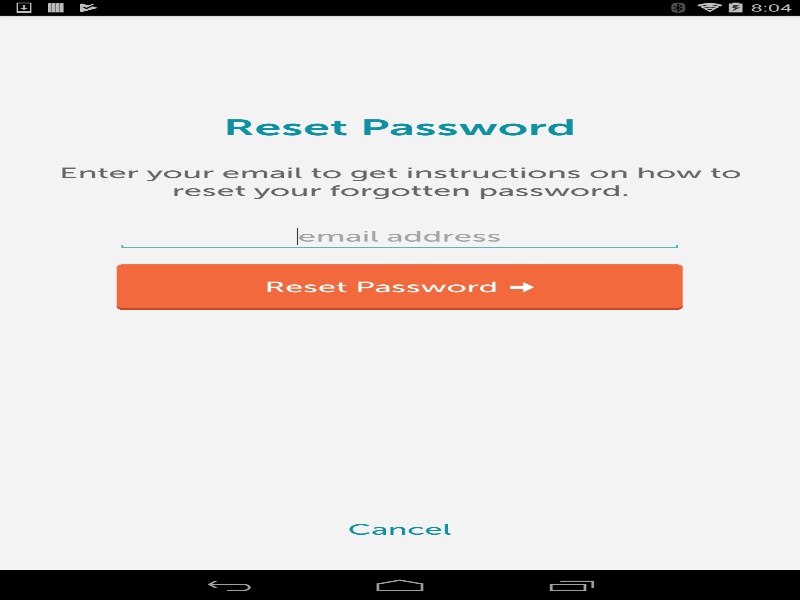 8:04
Reset Password
Enter your email to get instructions on how to
reset your forgotten password.
email address
Reset Password →
Cancel